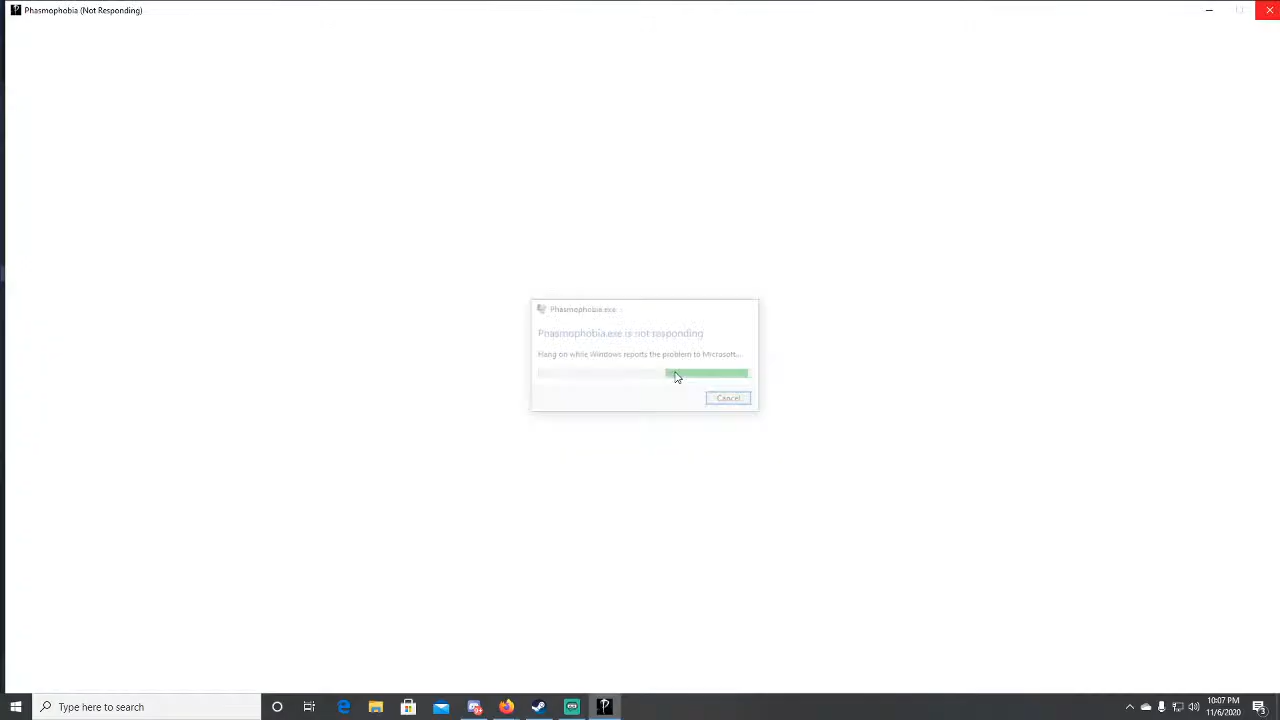 Phasmophobia (Not Responding)
Phasmophobia.exe
Phasmophobia.exe is not responding
Hang on while Windows reports the problem to Microsoft...
Cancel
Type here to search
10:07 PM
11/6/2020